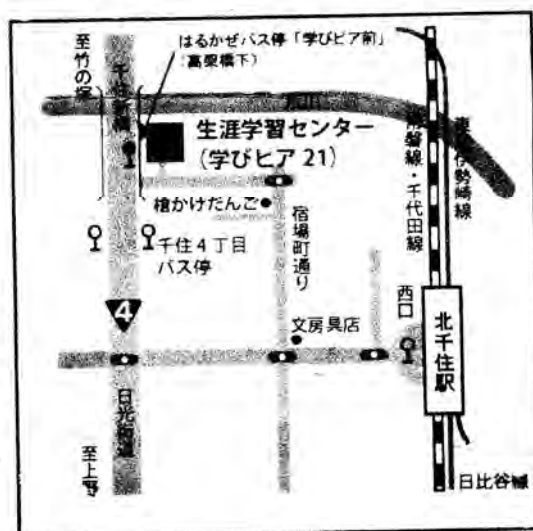 はるかぜバス停「学びピア前」
(高架橋下)
至竹の塚
千住新橋
荒川
生涯学習センター
(学びピア21)
槍かけだんご
宿場町通り
常磐線・千代田線
東武伊勢崎線
千住4丁目
バス停
4
西口
文房具店
北千住駅
日光街道
至上野
日比谷線